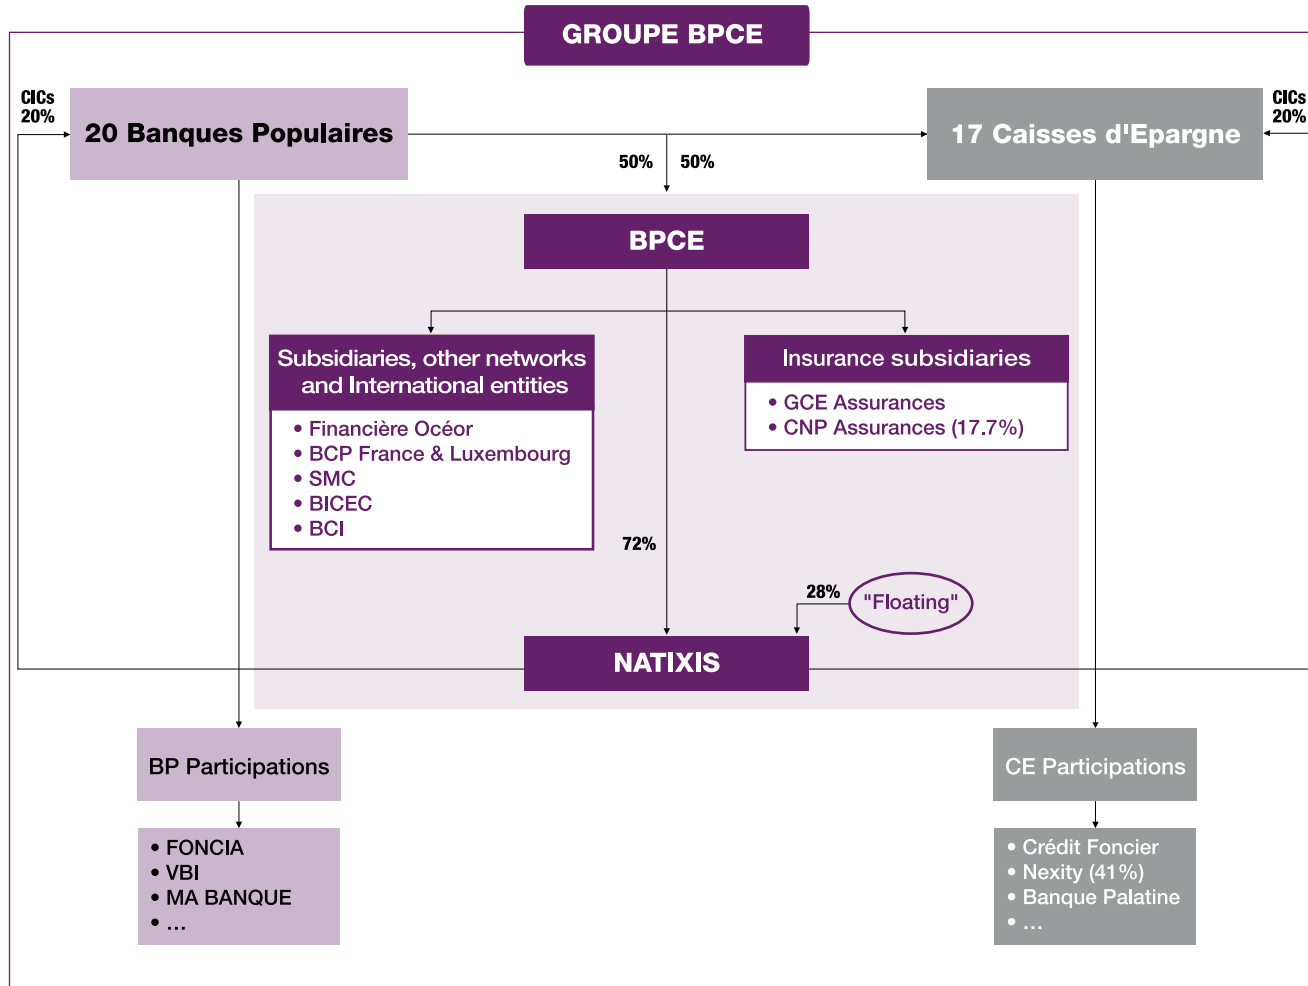 GROUPE BPCE
CICs
20%
20 Banques Populaires
17 Caisses d'Epargne
CICs
20%
50% 50%
BPCE
Subsidiaries, other networks
and International entities
• Financière Océor
• BCP France & Luxembourg
• SMC
• BICEC
• BCI
Insurance subsidiaries
• GCE Assurances
• CNP Assurances (17.7%)
72%
28%
"Floating"
NATIXIS
BP Participations
• FONCIA
• VBI
• MA BANQUE
• ...
CE Participations
• Crédit Foncier
• Nexity (41%)
• Banque Palatine
• ...